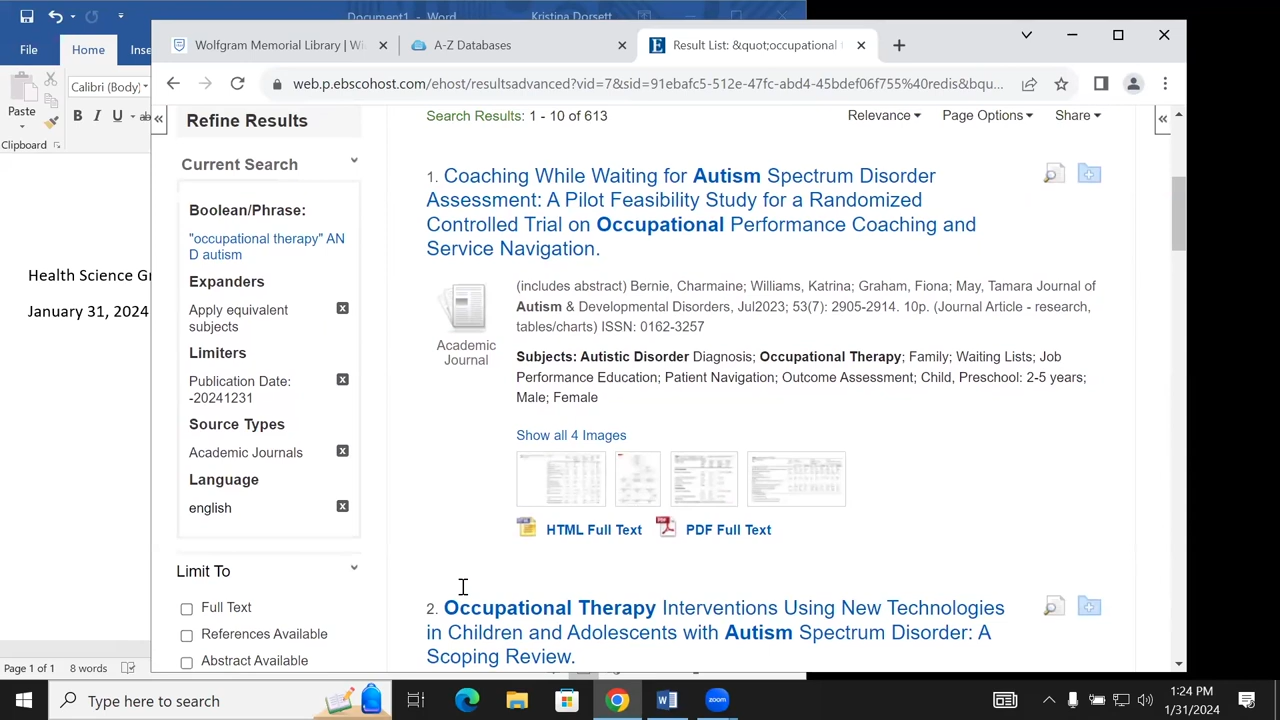 Document1 - Word
Kristina Dorsett
File
Home
Inse
Paste
Calibri (Body)
B I U ab
Clipboard
Health Science Gr
January 31, 2024
Page 1 of 1
8 words
Wolfgram Memorial Library | Wi
A-Z Databases
Result List: &quot;occupational t
web.p.ebscohost.com/ehost/resultsadvanced?vid=7&sid=91ebafc5-512e-47fc-abd4-45bdef06f755%40redis&bqu...
«
Refine Results
Current Search
Boolean/Phrase:
"occupational therapy" AN
D autism
Expanders
Apply equivalent
subjects
Limiters
Publication Date:
-20241231
Source Types
Academic Journals
Language
english
Limit To
Full Text
References Available
Abstract Available
Search Results: 1 - 10 of 613
Relevance
Page Options
Share
«
1. Coaching While Waiting for Autism Spectrum Disorder
Assessment: A Pilot Feasibility Study for a Randomized
Controlled Trial on Occupational Performance Coaching and
Service Navigation.
Academic
Journal
(includes abstract) Bernie, Charmaine; Williams, Katrina; Graham, Fiona; May, Tamara Journal of
Autism & Developmental Disorders, Jul2023; 53(7): 2905-2914. 10p. (Journal Article - research,
tables/charts) ISSN: 0162-3257
Subjects: Autistic Disorder Diagnosis; Occupational Therapy; Family; Waiting Lists; Job
Performance Education; Patient Navigation; Outcome Assessment; Child, Preschool: 2-5 years;
Male; Female
Show all 4 Images
HTML Full Text
PDF Full Text
2. Occupational Therapy Interventions Using New Technologies
in Children and Adolescents with Autism Spectrum Disorder: A
Scoping Review.
Type here to search
zoom
1:24 PM
1/31/2024